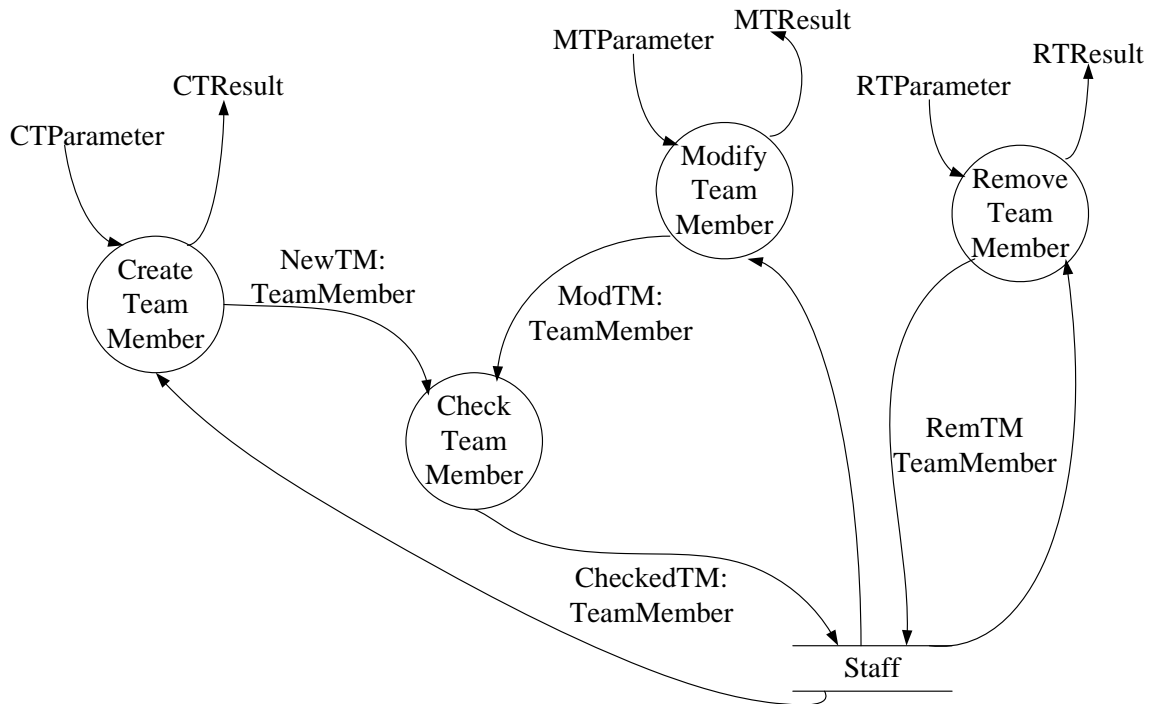 MTResult
MTParameter
RTResult
CTResult
RTParameter
CTParameter
Modify
Team
Member
Remove
Team
Member
Create
Team
Member
NewTM:
TeamMember
ModTM:
TeamMember
Check
Team
Member
RemTM
TeamMember
CheckedTM:
TeamMember
Staff